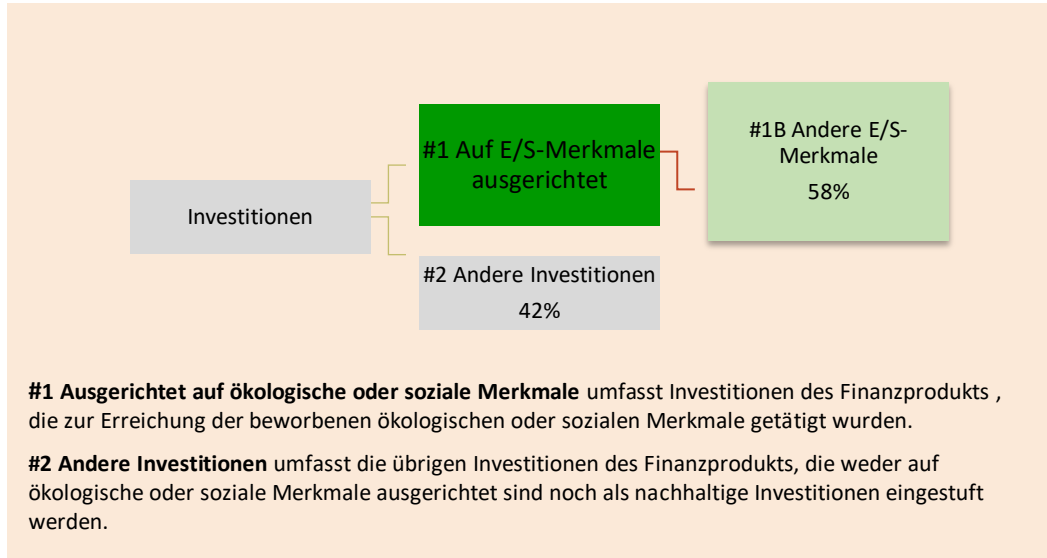 #1 Auf E/S-Merkmale
ausgerichtet
#1B Andere E/S-
Merkmale
58%
Investitionen
#2 Andere Investitionen
42%
#1 Ausgerichtet auf ökologische oder soziale Merkmale umfasst Investitionen des Finanzprodukts ,
die zur Erreichung der beworbenen ökologischen oder sozialen Merkmale getätigt wurden.
#2 Andere Investitionen umfasst die übrigen Investitionen des Finanzprodukts, die weder auf
ökologische oder soziale Merkmale ausgerichtet sind noch als nachhaltige Investitionen eingestuft
werden.